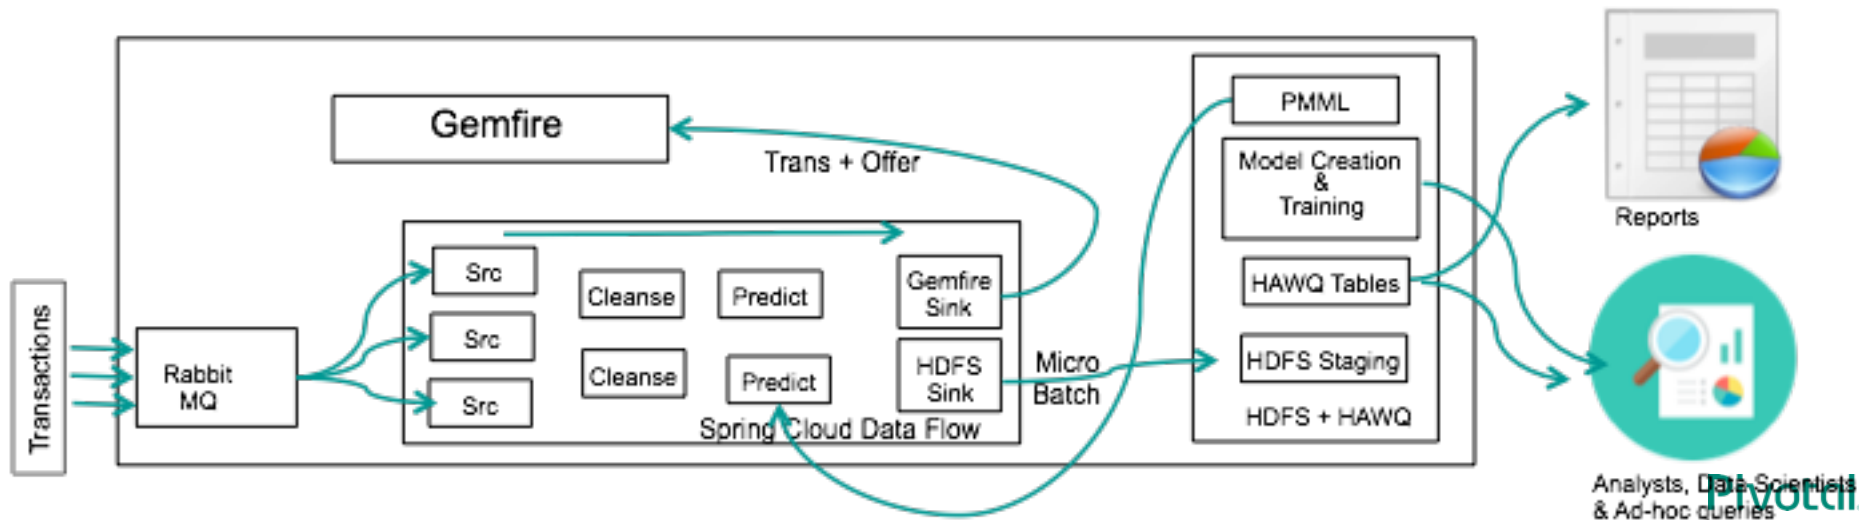 Gemfire
Trans + Offer
Transactions
Rabbit
MQ
Src
Src
Src
Cleanse
Cleanse
Predict
Predict
Gemfire
Sink
HDFS
Sink
Spring Cloud Data Flow
Micro
Batch
PMML
Model Creation
&
Training
HAWQ Tables
HDFS Staging
HDFS + HAWQ
Reports
Analysts, Data Scientists
& Ad-hoc queries
Pivotal